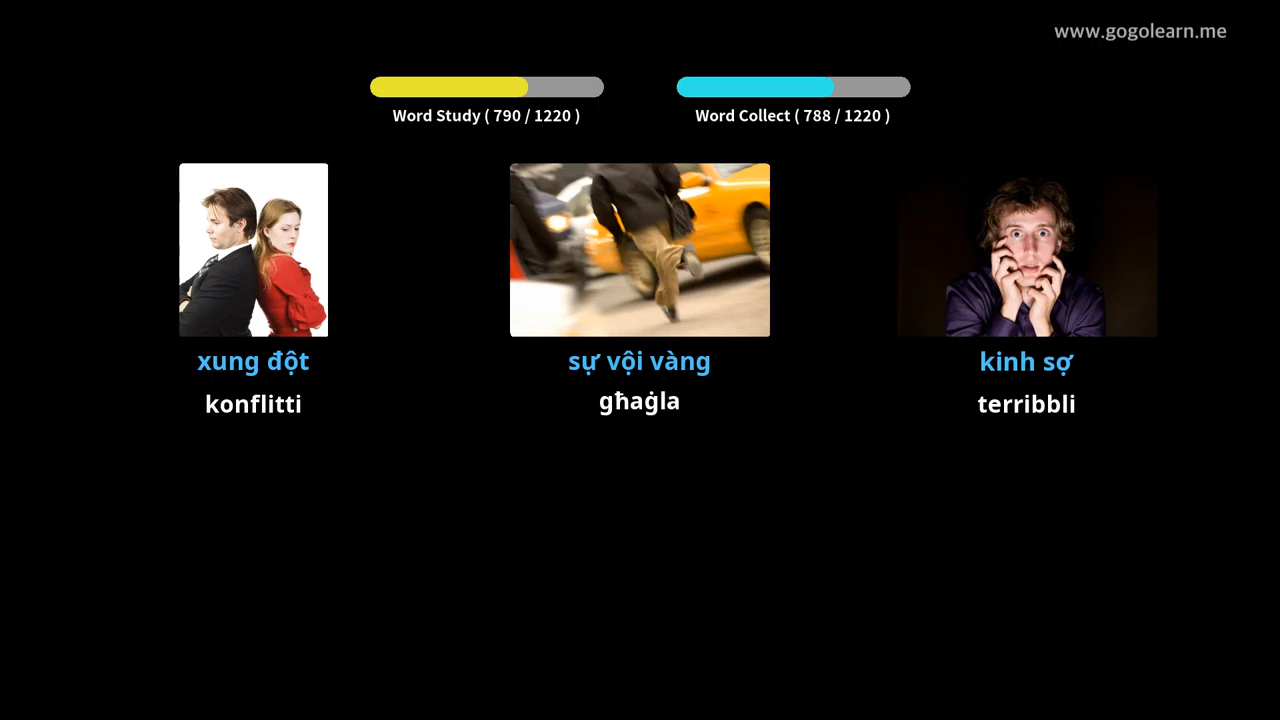 www.gogolearn.me
Word Study ( 790 / 1220 )
Word Collect ( 788 / 1220 )
xung đột
sự vội vàng
kinh sợ
konflitti
għaġla
terribbli